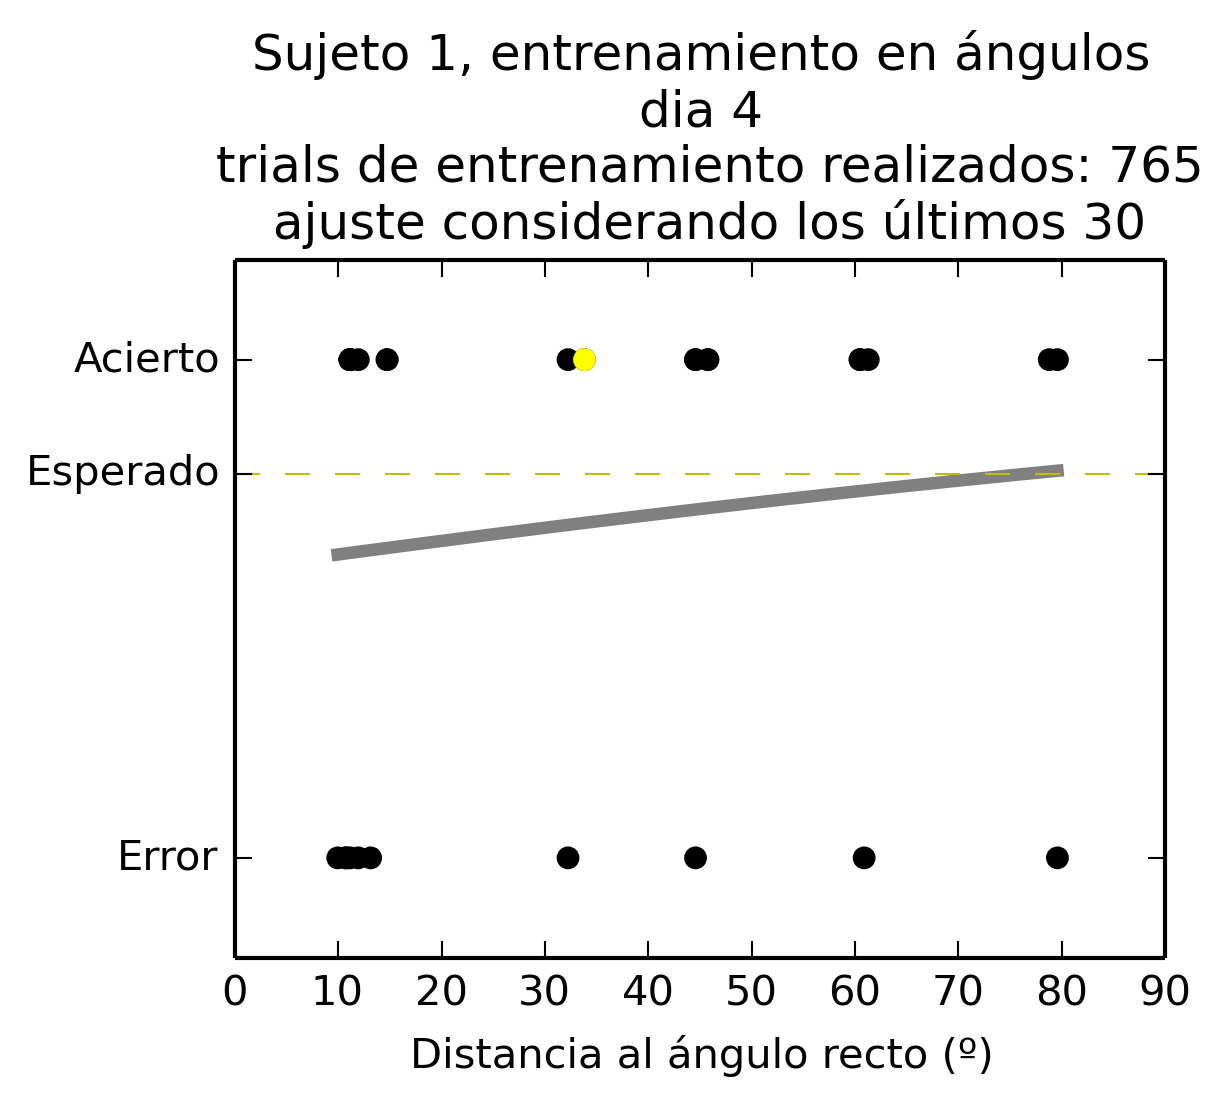 Sujeto 1, entrenamiento en ángulos
dia 4
trials de entrenamiento realizados: 765
ajuste considerando los últimos 30
Acierto
Esperado
Error
0 10 20 30 40 50 60 70 80 90
Distancia al ángulo recto (º)